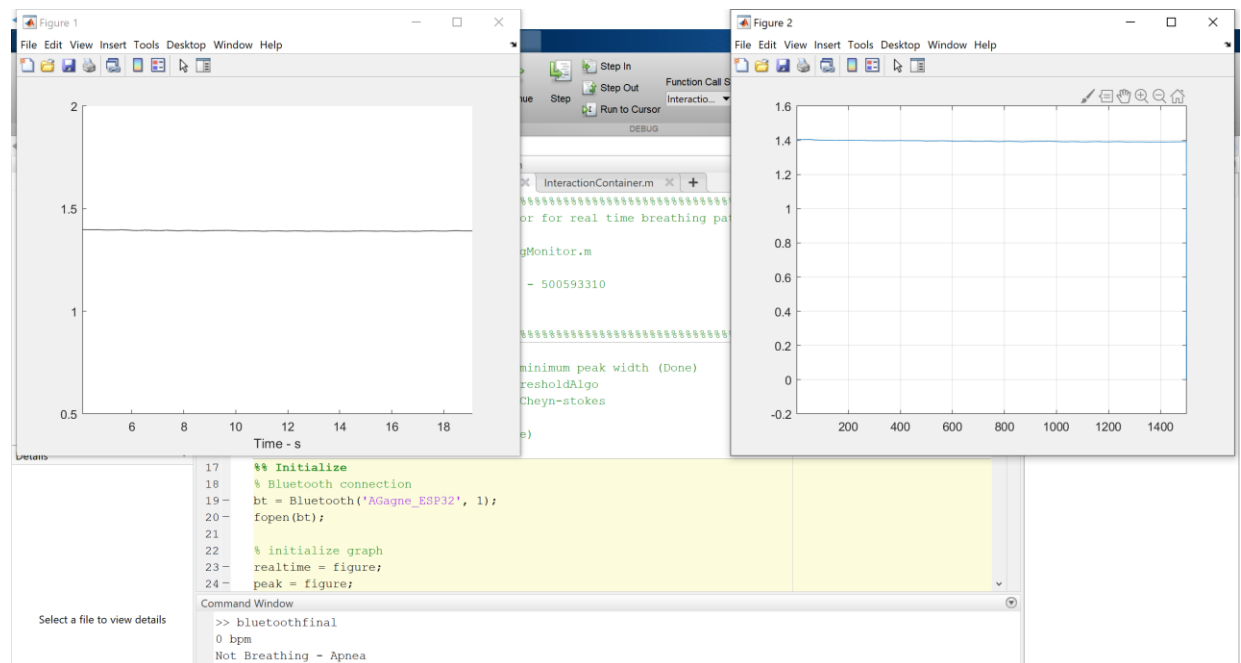 Figure 1
File Edit View Insert Tools Desktop Window Help
2
1.5
1
0.5
6 8 10 12 14 16 18
Time - s
Step
Step In
Step Out
Run to Cursor
Function Call S
Interactio...
DEBUG
InteractionContainer.m
%%%%%%%%%%%%%%%%%%%%%%%%%%%%%
or for real time breathing pat
gMonitor.m
- 500593310
%%%%%%%%%%%%%%%%%%%%%%%%%%%%%
minimum peak width (Done)
resholdAlgo
Cheyn-stokes
e)
Figure 2
File Edit View Insert Tools Desktop Window Help
1.6
1.4
1.2
1
0.8
0.6
0.4
0.2
0
-0.2
200 400 600 800 1000 1200 1400
Details
Select a file to view details
17 %% Initialize
18 % Bluetooth connection
19 - bt = Bluetooth('AGagne_ESP32', 1);
20 - fopen(bt);
21
22 % initialize graph
23 - realtime = figure;
24 - peak = figure;
Command Window
>> bluetoothfinal
0 bpm
Not Breathing - Apnea